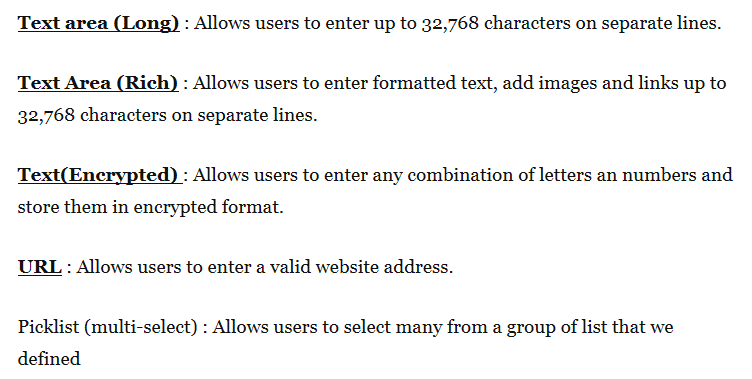 Text area (Long) : Allows users to enter up to 32,768 characters on separate lines.
Text Area (Rich) : Allows users to enter formatted text, add images and links up to
32,768 characters on separate lines.
Text(Encrypted) : Allows users to enter any combination of letters an numbers and
store them in encrypted format.
URL : Allows users to enter a valid website address.
Picklist (multi-select) : Allows users to select many from a group of list that we
defined